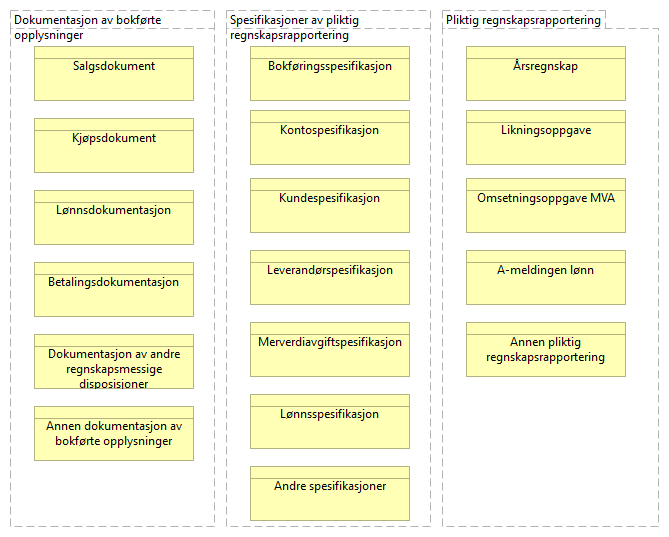 Dokumentasjon av bokførte
opplysninger
Salgsdokument
Kjøpsdokument
Lønnsdokumentasjon
Betalingsdokumentasjon
Dokumentasjon av andre
regnskapsmessige
disposisjoner
Annen dokumentasjon av
bokførte opplysninger
Spesifikasjoner av pliktig
regnskapsrapportering
Bokføringsspesifikasjon
Kontospesifikasjon
Kundespesifikasjon
Leverandørspesifikasjon
Merverdiavgiftspesifikasjon
Lønnsspesifikasjon
Andre spesifikasjoner
Pliktig regnskapsrapportering
Årsregnskap
Likningsoppgave
Omsetningsoppgave MVA
A-meldingen lønn
Annen pliktig
regnskapsrapportering